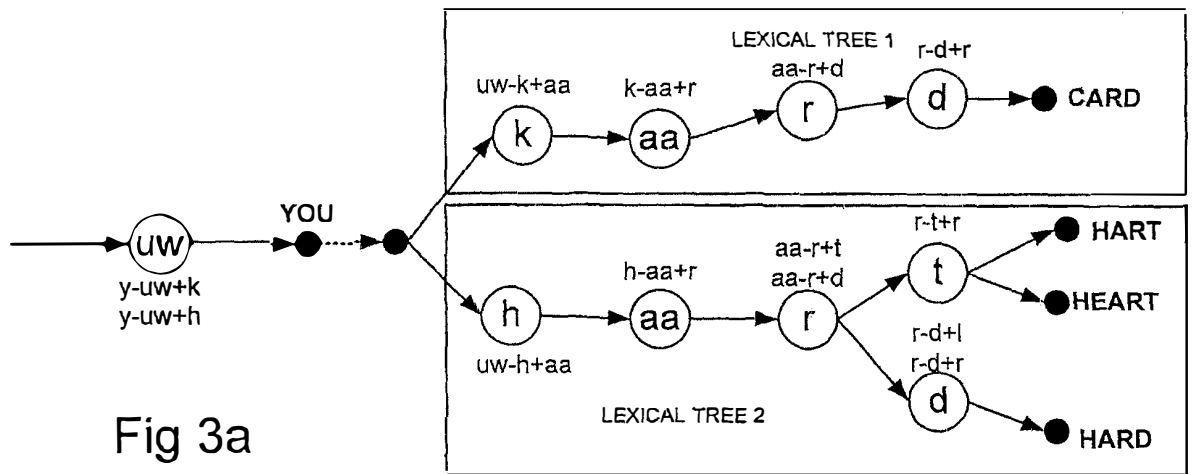 LEXICAL TREE 1
uw-k+aa
k-aa+r
aa-r+d
r-d+r
k
aa
r
d
CARD
uw
YOU
y-uw+k
y-uw+h
h
aa
r
t
d
uw-h+aa
h-aa+r
aa-r+t
aa-r+d
r-t+r
r-d+l
r-d+r
HART
HEART
HARD
LEXICAL TREE 2
Fig 3a